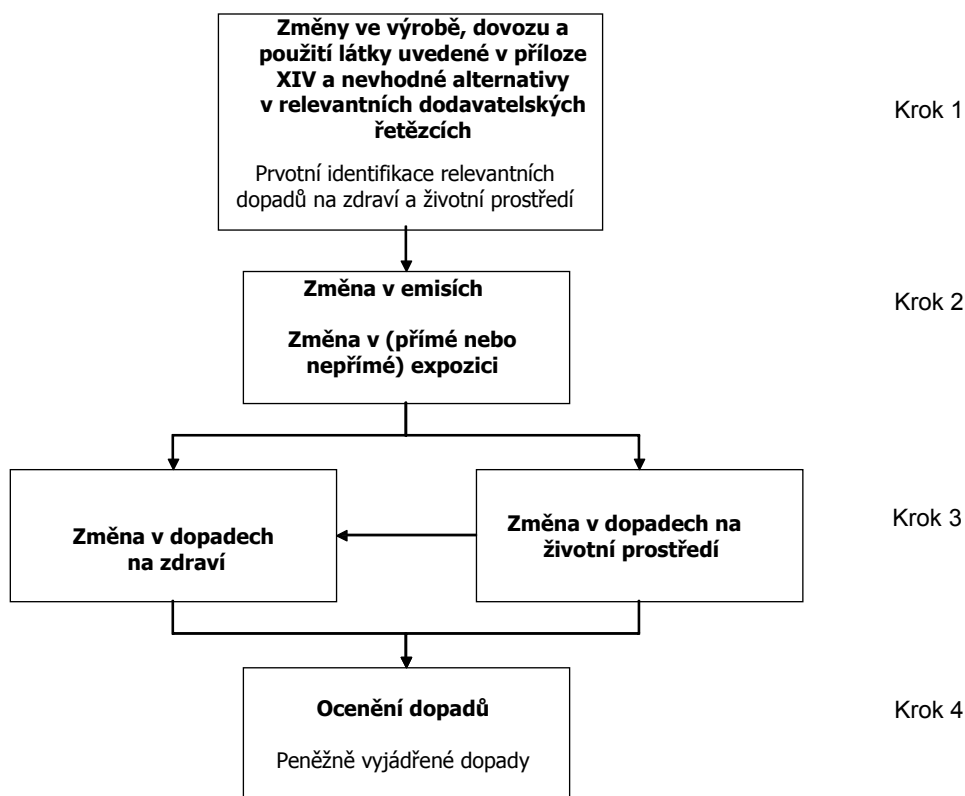 Změny ve výrobě, dovozu a
použití látky uvedené v příloze
XIV a nevhodné alternativy
v relevantních dodavatelských
řetězcích
Prvotní identifikace relevantních
dopadů na zdraví a životní prostředí
Krok 1
Změna v emisích
Změna v (přímé nebo
nepřímé) expozici
Krok 2
Změna v dopadech
na zdraví
Změna v dopadech na
životní prostředí
Krok 3
Ocenění dopadů
Peněžně vyjádřené dopady
Krok 4